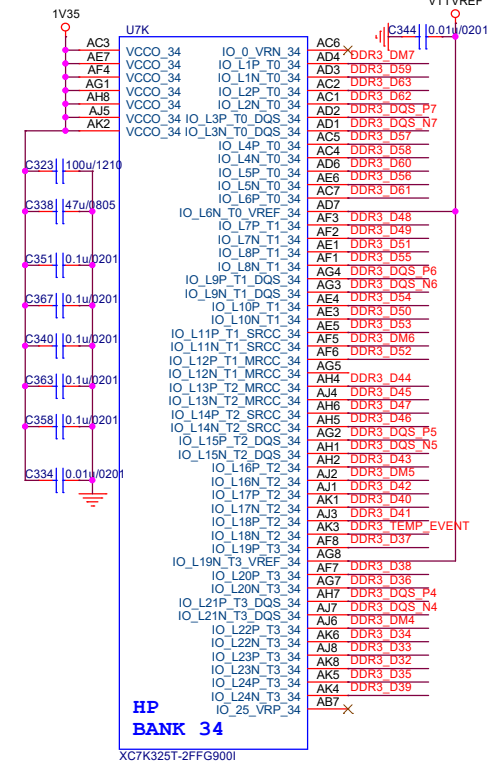 VTTVREF
1V35
U7K
C344 0.01u/0201
AC3 VCCO_34 IO_0_VRN_34 AC6
AE7 VCCO_34 IO_L1P_T0_34 AD4 DDR3_DM7
AF4 VCCO_34 IO_L1N_T0_34 AD3 DDR3_D59
AG1 VCCO_34 IO_L2P_T0_34 AC2 DDR3_D63
AH8 VCCO_34 IO_L2N_T0_34 AC1 DDR3_D62
AJ5 VCCO_34 IO_L3P_T0_DQS_34 AD2 DDR3_DQS_P7
AK2 VCCO_34 IO_L3N_T0_DQS_34 AD1 DDR3_DQS_N7
IO_L4P_T0_34 AC5 DDR3_D57
IO_L4N_T0_34 AC4 DDR3_D58
C323 100u/1210 IO_L5P_T0_34 AD6 DDR3_D60
IO_L5N_T0_34 AE6 DDR3_D56
IO_L6P_T0_34 AC7 DDR3_D61
C338 47u/0805 IO_L6N_T0_VREF_34 AD7
IO_L7P_T1_34 AF3 DDR3_D48
IO_L7N_T1_34 AF2 DDR3_D49
IO_L8P_T1_34 AE1 DDR3_D51
C351 0.1u/0201 IO_L8N_T1_34 AF1 DDR3_D55
IO_L9P_T1_DQS_34 AG4 DDR3_DQS_P6
IO_L9N_T1_DQS_34 AG3 DDR3_DQS_N6
C367 0.1u/0201 IO_L10P_T1_34 AE4 DDR3_D54
IO_L10N_T1_34 AE3 DDR3_D50
IO_L11P_T1_SRCC_34 AE5 DDR3_D53
C340 0.1u/0201 IO_L11N_T1_SRCC_34 AF5 DDR3_DM6
IO_L12P_T1_MRCC_34 AF6 DDR3_D52
IO_L12N_T1_MRCC_34 AG5
C363 0.1u/0201 IO_L13P_T2_MRCC_34 AH4 DDR3_D44
IO_L13N_T2_MRCC_34 AJ4 DDR3_D45
IO_L14P_T2_SRCC_34 AH6 DDR3_D47
C358 0.1u/0201 IO_L14N_T2_SRCC_34 AH5 DDR3_D46
IO_L15P_T2_DQS_34 AG2 DDR3_DQS_P5
IO_L15N_T2_DQS_34 AH1 DDR3_DQS_N5
IO_L16P_T2_34 AH2 DDR3_D43
C334 0.01u/0201 IO_L16N_T2_34 AJ2 DDR3_DM5
IO_L17P_T2_34 AJ1 DDR3_D42
IO_L17N_T2_34 AK1 DDR3_D40
IO_L18P_T2_34 AJ3 DDR3_D41
IO_L18N_T2_34 AK3 DDR3_TEMP_EVENT
IO_L19P_T3_34 AF8 DDR3_D37
IO_L19N_T3_VREF_34 AG8
IO_L20P_T3_34 AF7 DDR3_D38
IO_L20N_T3_34 AG7 DDR3_D36
IO_L21P_T3_DQS_34 AH7 DDR3_DQS_P4
IO_L21N_T3_DQS_34 AJ7 DDR3_DQS_N4
IO_L22P_T3_34 AJ6 DDR3_DM4
IO_L22N_T3_34 AK6 DDR3_D34
IO_L23P_T3_34 AJ8 DDR3_D33
IO_L23N_T3_34 AK8 DDR3_D32
IO_L24P_T3_34 AK5 DDR3_D35
IO_L24N_T3_34 AK4 DDR3_D39
IO_25_VRP_34 AB7
HP
BANK 34
XC7K325T-2FFG900I